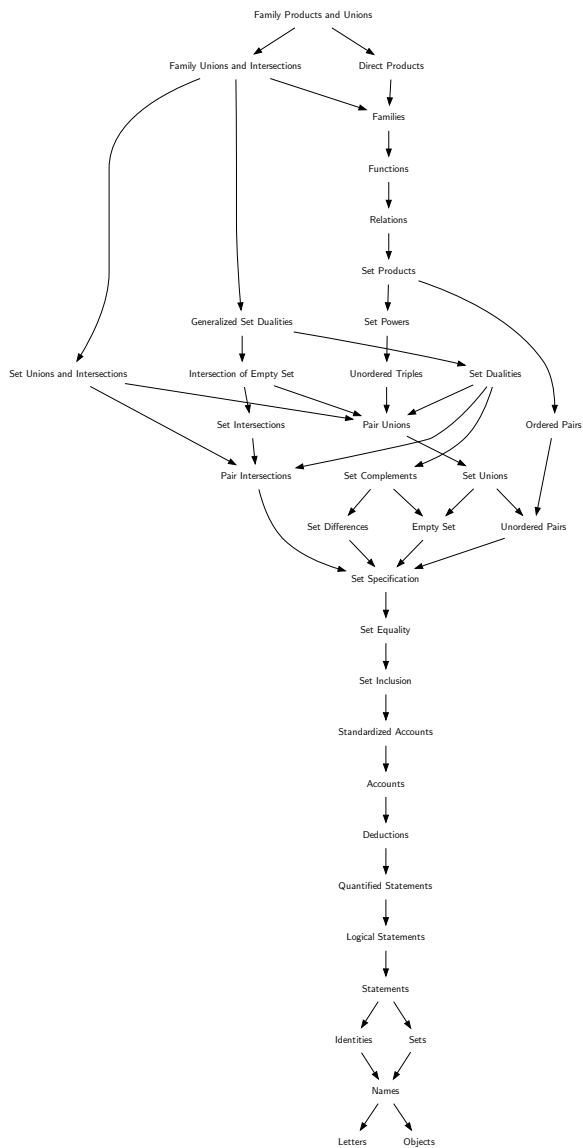 Family Products and Unions
Family Unions and Intersections
Direct Products
Families
Functions
Relations
Set Products
Generalized Set Dualities
Set Powers
Set Unions and Intersections
Intersection of Empty Set
Unordered Triples
Set Dualities
Set Intersections
Pair Unions
Ordered Pairs
Pair Intersections
Set Complements
Set Unions
Set Differences
Empty Set
Unordered Pairs
Set Specification
Set Equality
Set Inclusion
Standardized Accounts
Accounts
Deductions
Quantified Statements
Logical Statements
Statements
Identities
Sets
Names
Letters
Objects